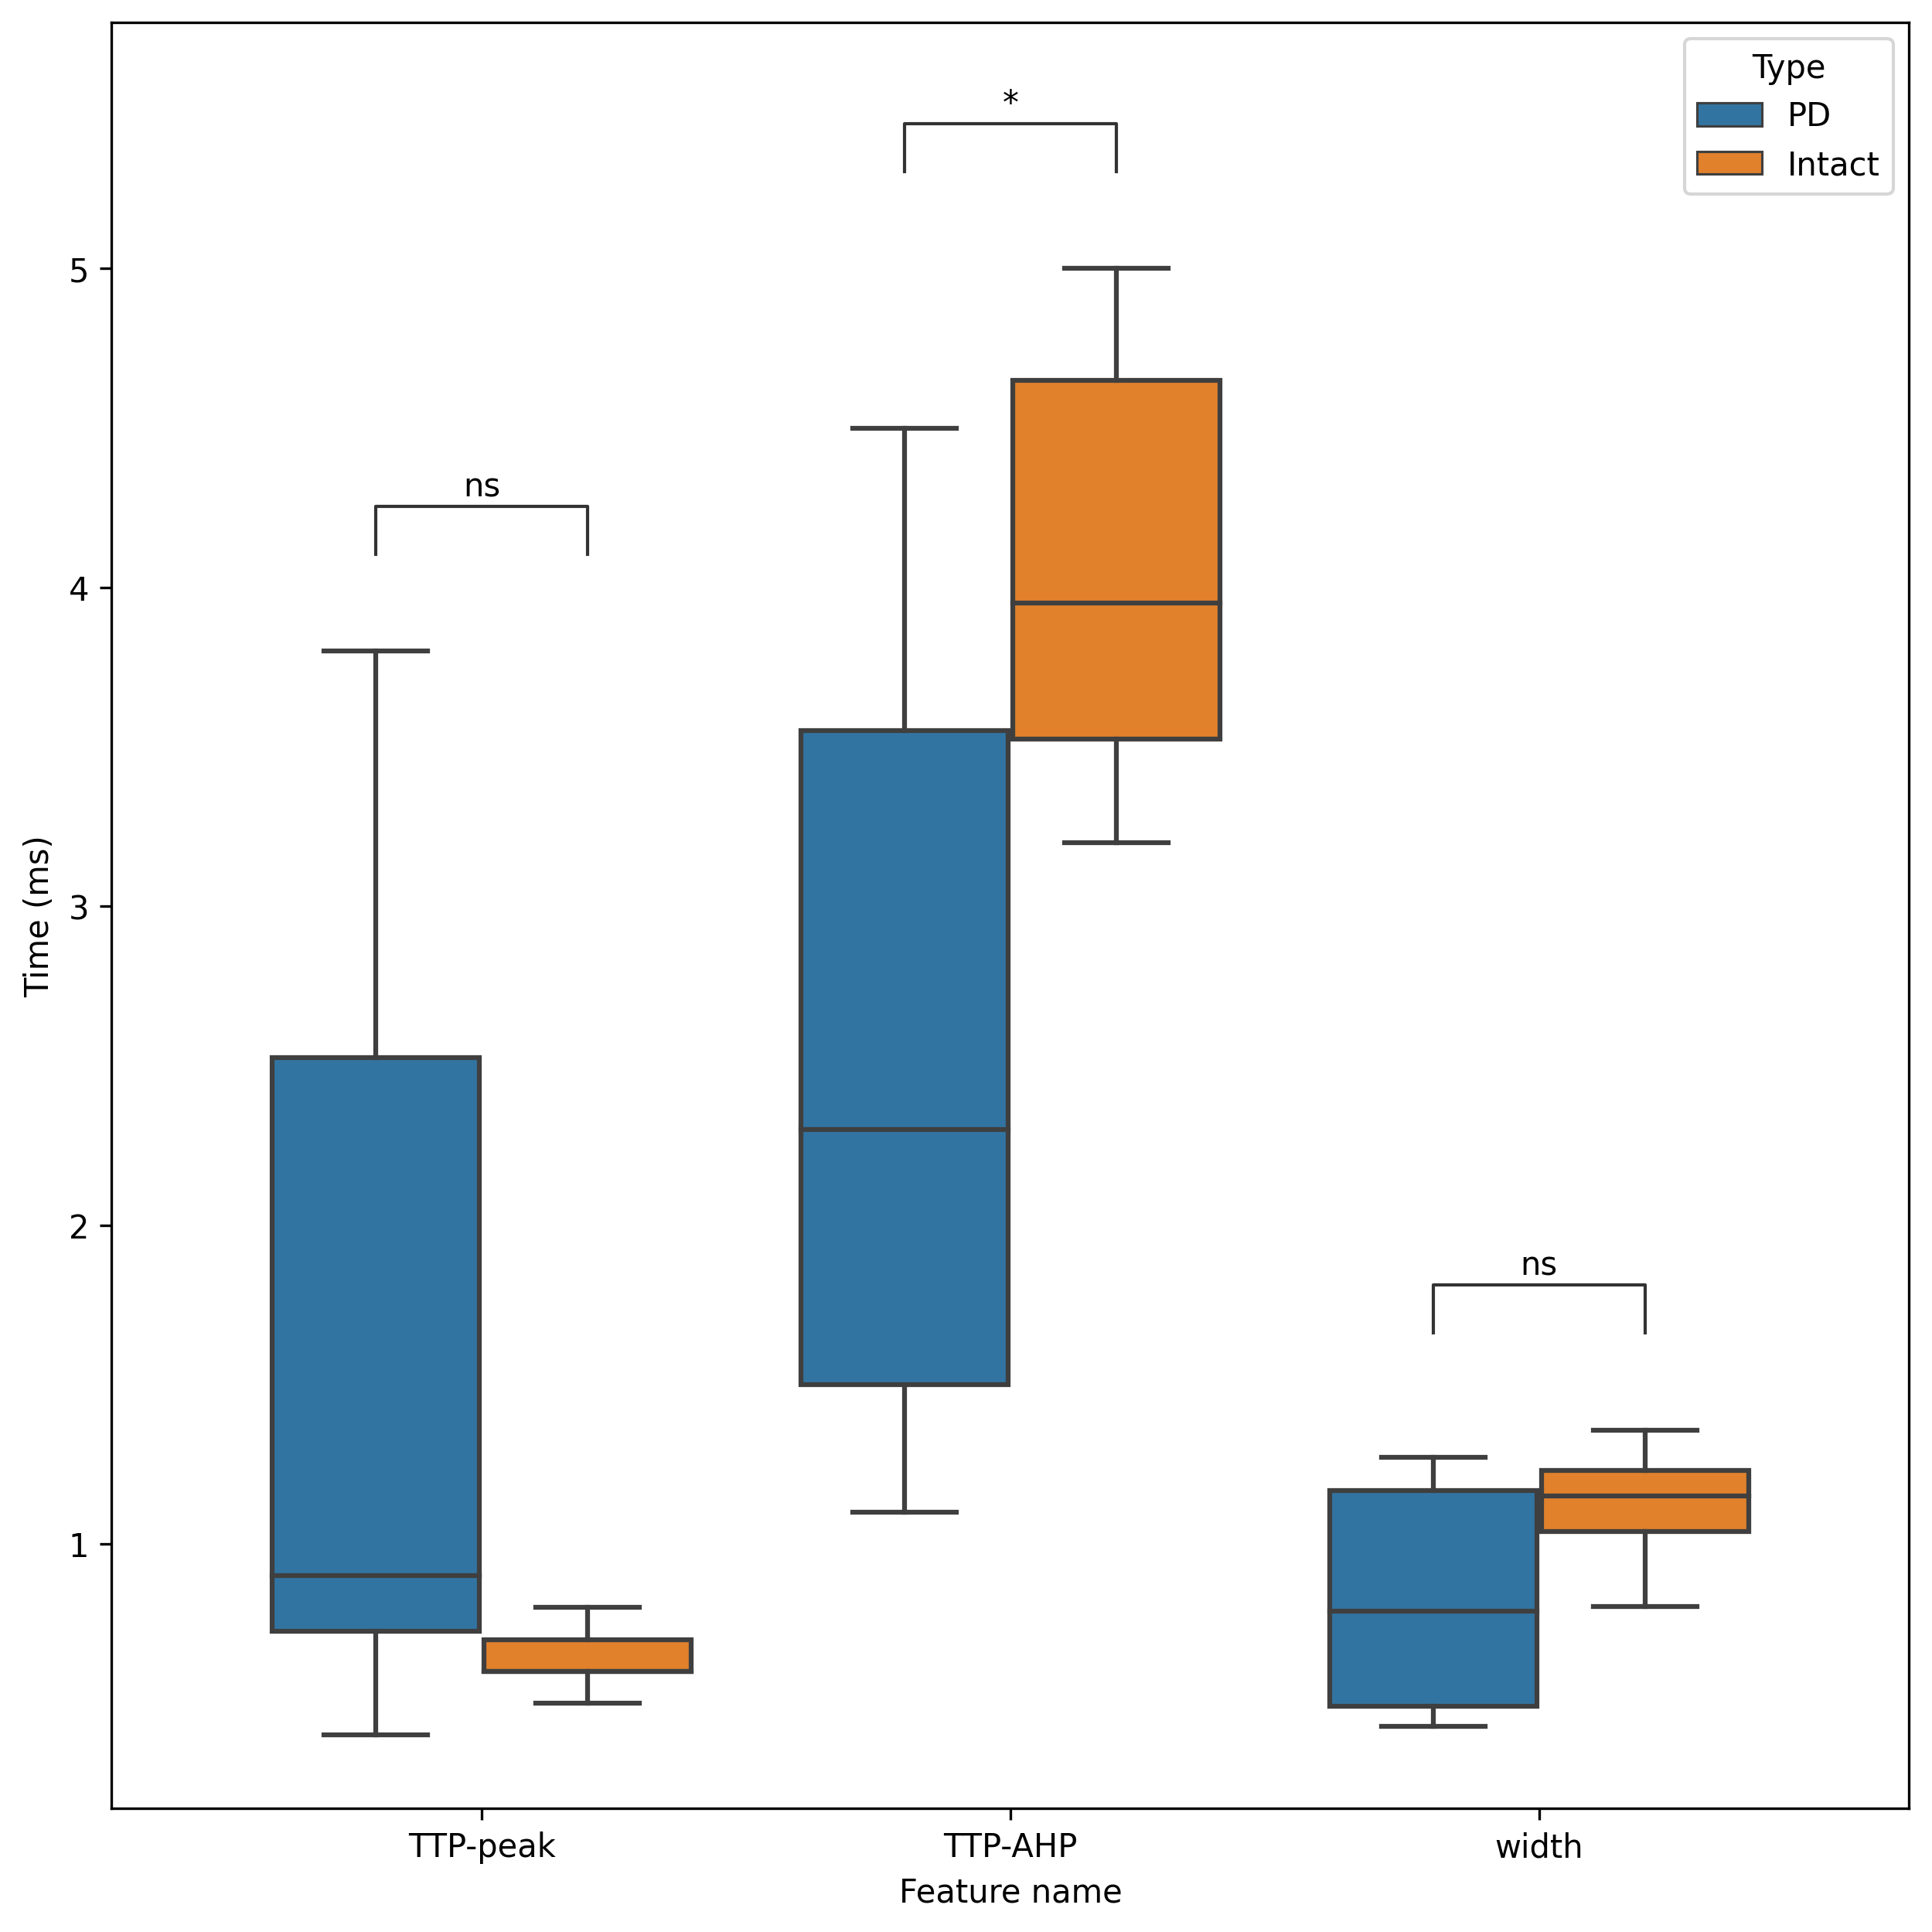 Type
PD
Intact
*
ns
ns
5
4
3
2
1
Time (ms)
TTP-peak
TTP-AHP
width
Feature name